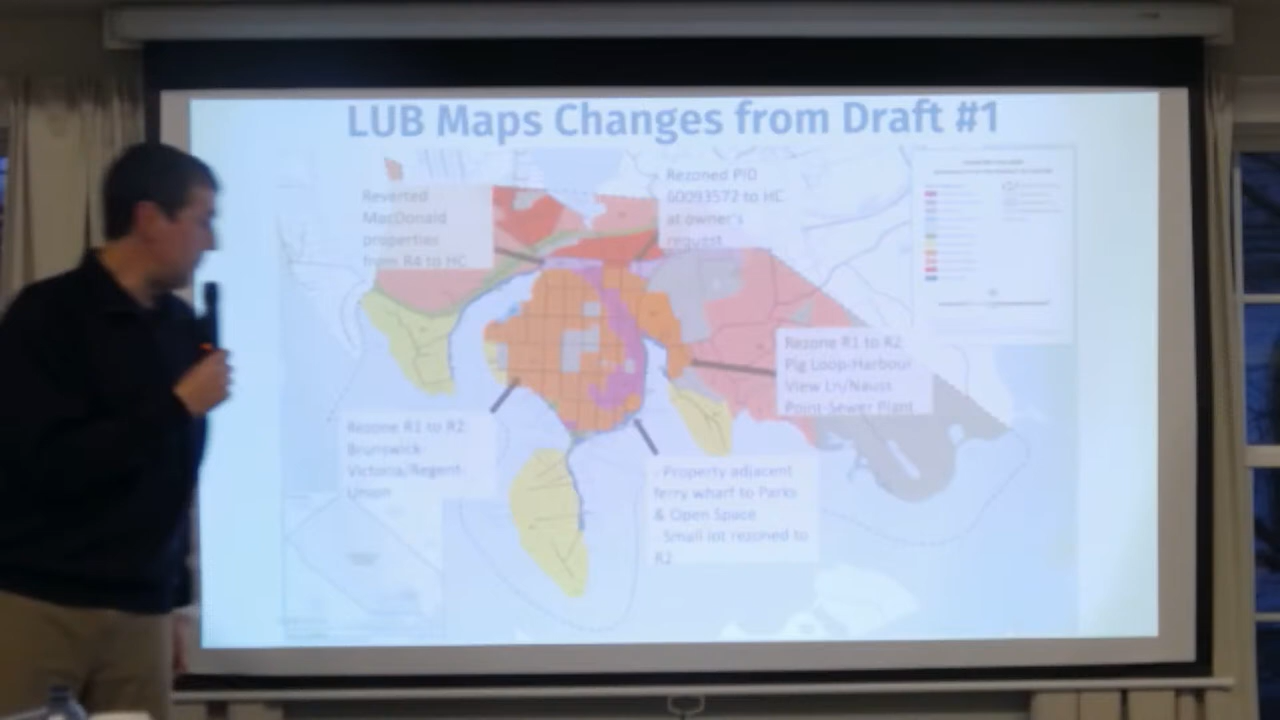 LUB Maps Changes from Draft #1
Reverted
MacDonald
properties
from R4 to HC
Rezoned PID
60093572 to HC
at owner's
request
Rezone R1 to R2:
Pig Loop-Harbour
View Ln/Nauss
Point-Sewer Plant
Rezone R1 to R2:
Brunswick-
Victoria/Regent-
Union
- Property adjacent
ferry wharf to Parks
& Open Space
- Small lot rezoned to
R2